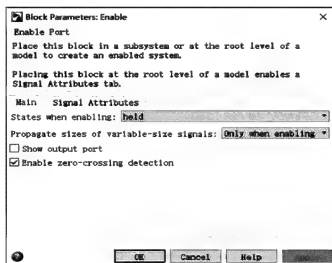 Block Parameters: Enable
Enable Port
Place this block in a subsystem or at the root level of a
model to create an enabled system.
Placing this block at the root level of a model enables a
Signal Attributes tab.
Main Signal Attributes
States when enabling: held
Propagate sizes of variable-size signals: Only when enabling
Show output port
Enable zero-crossing detection
OK Cancel Help